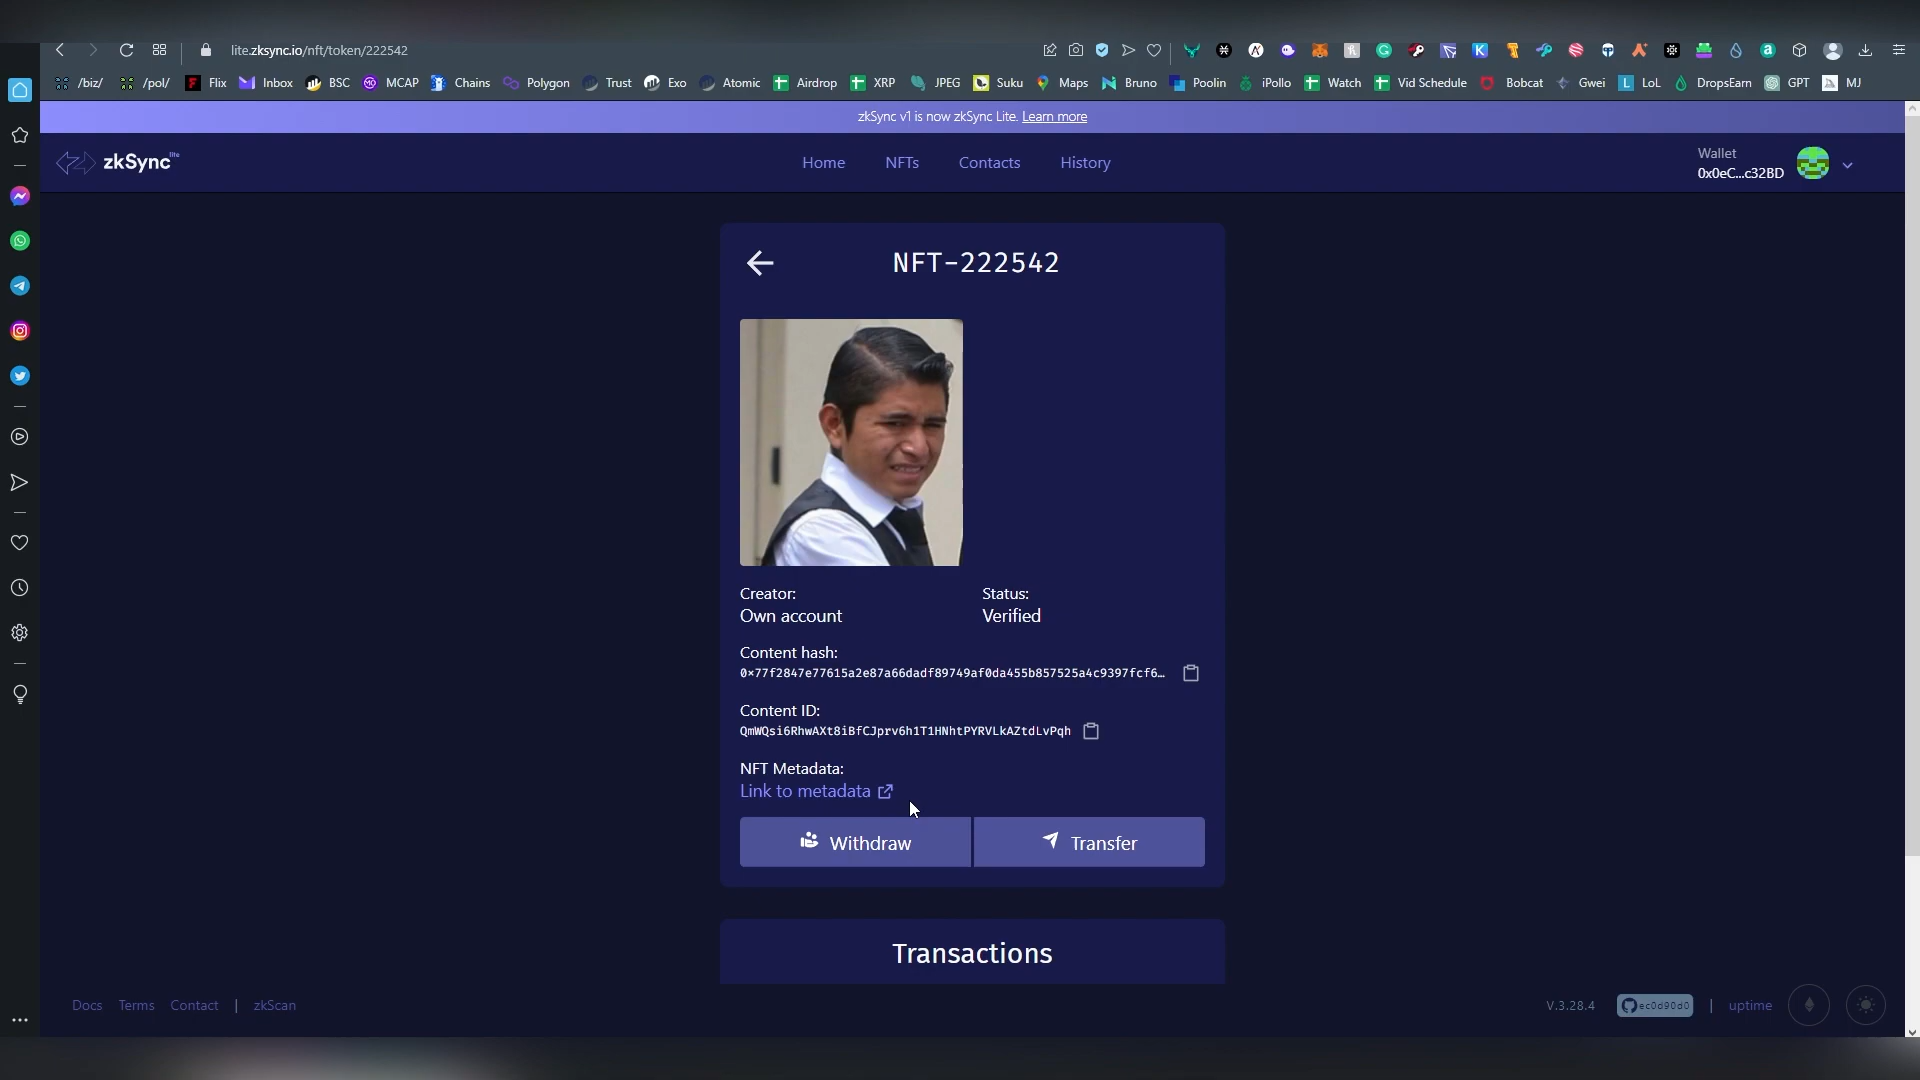 lite.zksync.io/nft/token/222542
/biz/ /pol/ Flix Inbox BSC MCAP Chains Polygon Trust Exo Atomic Airdrop XRP JPEG Suku Maps Bruno Poolin iPollo Watch Vid Schedule Bobcat Gwei LoL DropsEarn GPT MJ
zkSync v1 is now zkSync Lite. Learn more
zkSync lite
Home NFTs Contacts History
Wallet
0x0eC...c32BD
NFT-222542
Creator:
Own account
Status:
Verified
Content hash:
0×77f2847e77615a2e87a66dadf89749af0da455b857525a4c9397fcf6…
Content ID:
QmWQsi6RhwAXt8iBfCJprv6h1T1HNhtPYRVLkAZtdLvPqh
NFT Metadata:
Link to metadata
Withdraw Transfer
Transactions
Docs Terms Contact | zkScan
V.3.28.4 ec0d90d0 | uptime